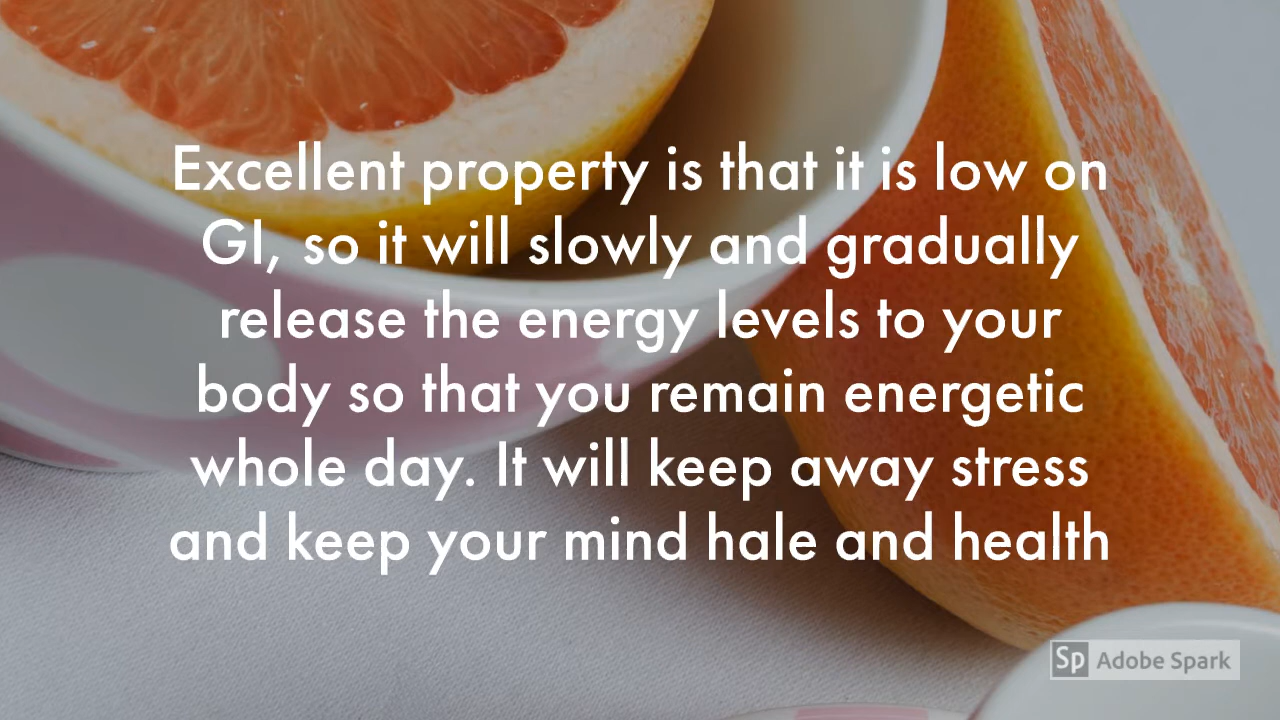 Excellent property is that it is low on
GI, so it will slowly and gradually
release the energy levels to your
body so that you remain energetic
whole day. It will keep away stress
and keep your mind hale and health
Sp Adobe Spark